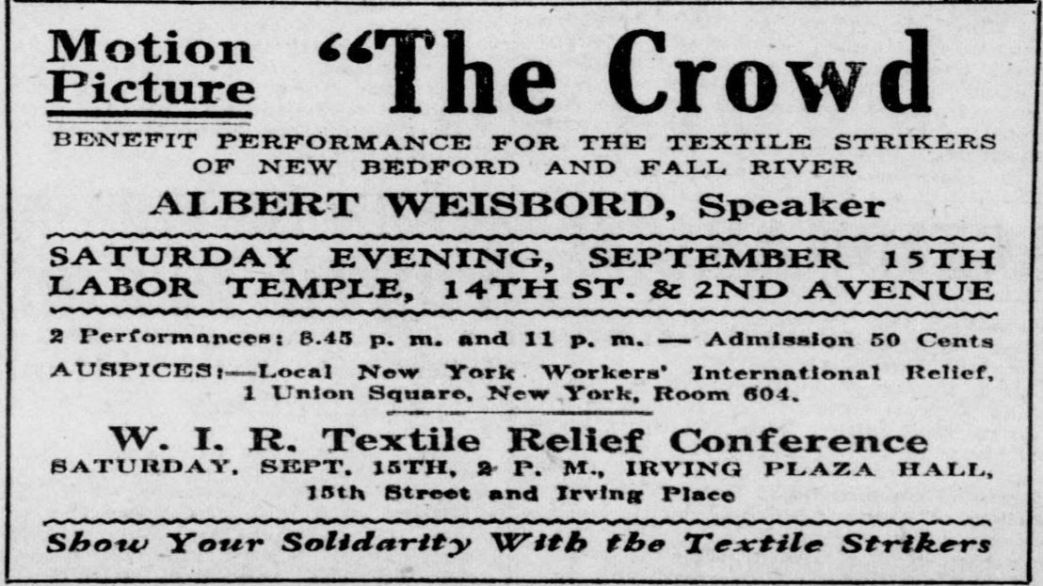 Motion Picture "The Crowd
BENEFIT PERFORMANCE FOR THE TEXTILE STRIKERS
OF NEW BEDFORD AND FALL RIVER
ALBERT WEISBORD, Speaker
SATURDAY EVENING, SEPTEMBER 15TH
LABOR TEMPLE, 14TH ST. & 2ND AVENUE
2 Performances: 8.45 p. m. and 11 p. m. — Admission 50 Cents
AUSPICES:—Local New York Workers' International Relief,
1 Union Square, New York, Room 604.
W. I. R. Textile Relief Conference
SATURDAY, SEPT. 15TH, 2 P. M., IRVING PLAZA HALL,
15th Street and Irving Place
Show Your Solidarity With the Textile Strikers